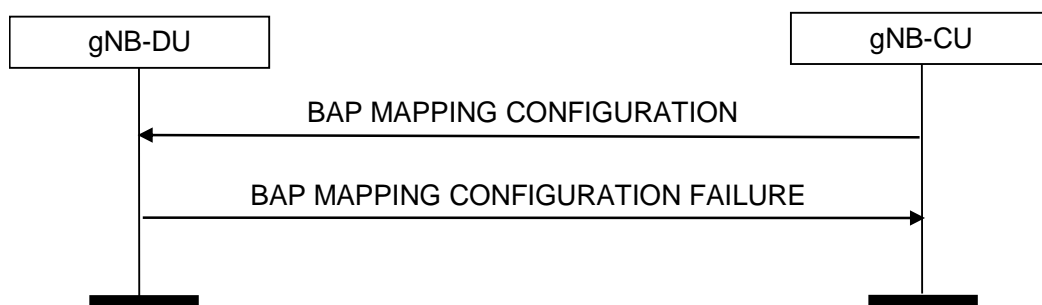 gNB-DU
gNB-CU
BAP MAPPING CONFIGURATION
BAP MAPPING CONFIGURATION FAILURE